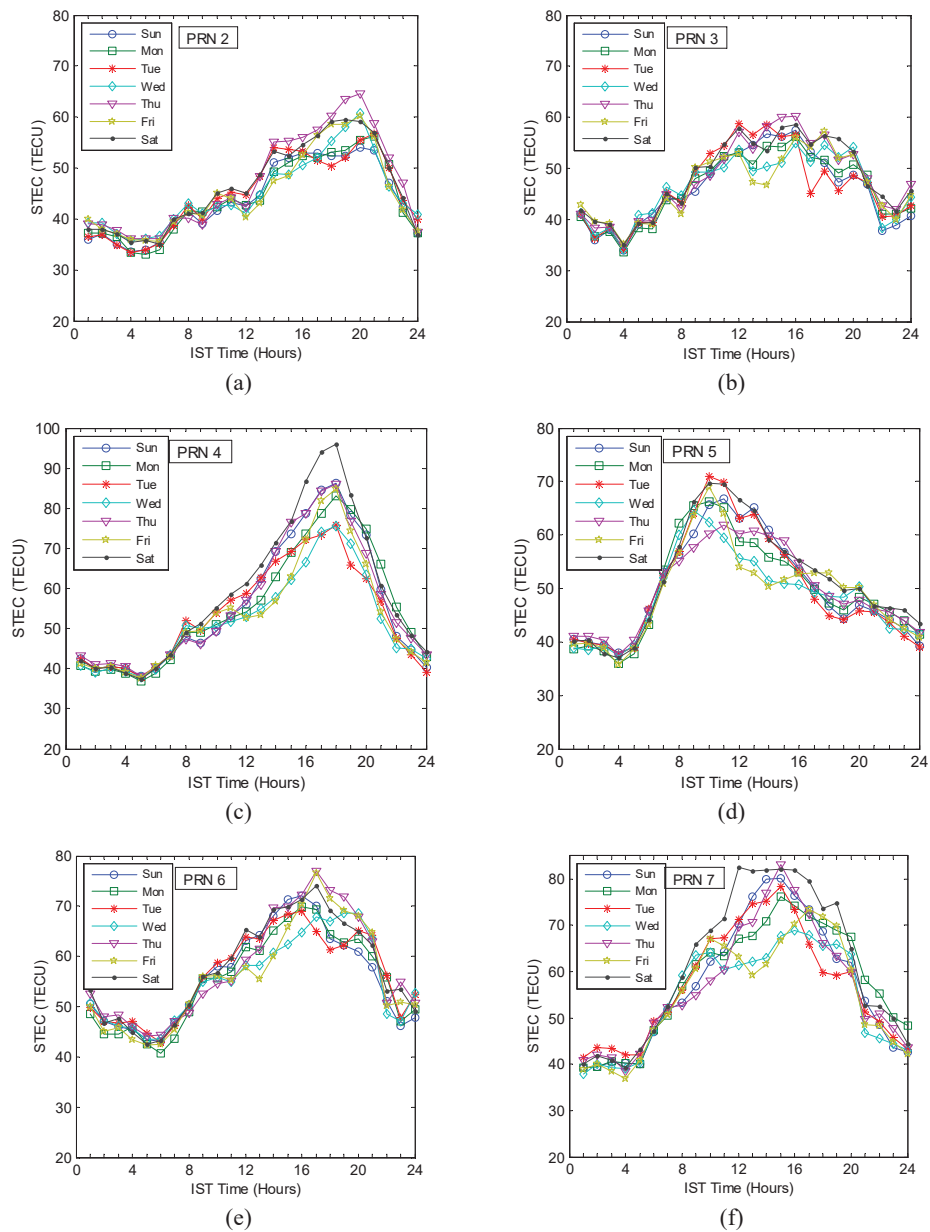 80
70
60
50
40
30
20
STEC (TECU)
Sun
Mon
Tue
Wed
Thu
Fri
Sat
PRN 2
0 4 8 12 16 20 24
IST Time (Hours)
(a)
80
70
60
50
40
30
20
STEC (TECU)
Sun
Mon
Tue
Wed
Thu
Fri
Sat
PRN 3
0 4 8 12 16 20 24
IST Time (Hours)
(b)
100
90
80
70
60
50
40
30
20
STEC (TECU)
Sun
Mon
Tue
Wed
Thu
Fri
Sat
PRN 4
0 4 8 12 16 20 24
IST Time (Hours)
(c)
80
70
60
50
40
30
20
STEC (TECU)
Sun
Mon
Tue
Wed
Thu
Fri
Sat
PRN 5
0 4 8 12 16 20 24
IST Time (Hours)
(d)
80
70
60
50
40
30
20
STEC (TECU)
Sun
Mon
Tue
Wed
Thu
Fri
Sat
PRN 6
0 4 8 12 16 20 24
IST Time (Hours)
(e)
80
70
60
50
40
30
20
STEC (TECU)
Sun
Mon
Tue
Wed
Thu
Fri
Sat
PRN 7
0 4 8 12 16 20 24
IST Time (Hours)
(f)